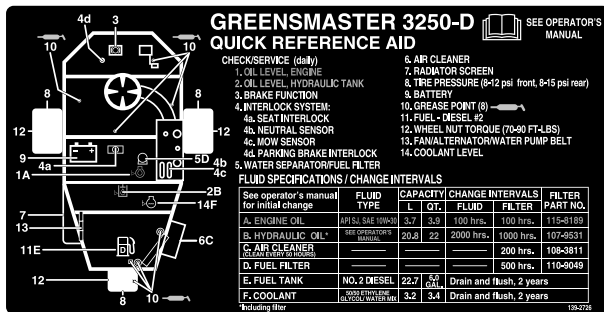 GREENSMASTER 3250-D
QUICK REFERENCE AID
SEE OPERATOR'S
MANUAL
CHECK/SERVICE (daily)
1. OIL LEVEL, ENGINE
2. OIL LEVEL, HYDRAULIC TANK
3. BRAKE FUNCTION
4. INTERLOCK SYSTEM:
4a. SEAT INTERLOCK
4b. NEUTRAL SENSOR
4c. MOW SENSOR
4d. PARKING BRAKE INTERLOCK
5. WATER SEPARATOR/FUEL FILTER
6. AIR CLEANER
7. RADIATOR SCREEN
8. TIRE PRESSURE (8-12 psi front, 8-15 psi rear)
9. BATTERY
10. GREASE POINT (8)
11. FUEL - DIESEL #2
12. WHEEL NUT TORQUE (70-90 FT-LBS)
13. FAN/ALTERNATOR/WATER PUMP BELT
14. COOLANT LEVEL
3
4d
10
10
8
8
12
12
9
4a
1A
5D
4b
4c
2B
14F
7
13
11E
6C
12
8
10
FLUID SPECIFICATIONS / CHANGE INTERVALS
See operator's manual for initial change FLUID TYPE CAPACITY L QT. CHANGE INTERVALS FLUID FILTER FILTER PART NO.
A. ENGINE OIL API SJ, SAE 10W-30 3.7 3.9 100 hrs. 100 hrs. 115-8189
B. HYDRAULIC OIL* SEE OPERATOR'S MANUAL 20.8 22 2000 hrs. 1000 hrs. 107-9531
C. AIR CLEANER (CLEAN EVERY 50 HOURS) 200 hrs. 108-3811
D. FUEL FILTER 500 hrs. 110-9049
E. FUEL TANK NO. 2 DIESEL 22.7 6.0 GAL. Drain and flush, 2 years
F. COOLANT 50/50 ETHYLENE GLYCOL/WATER MIX 3.2 3.4 Drain and flush, 2 years
*Including filter
139-2726